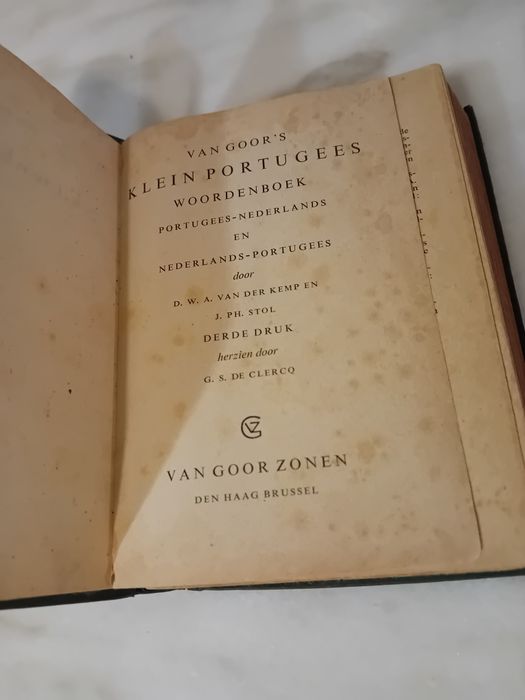 VAN GOOR'S
KLEIN PORTUGEES
WOORDENBOEK
PORTUGEES-NEDERLANDS
EN
NEDERLANDS-PORTUGEES
door
D. W. A. VAN DER KEMP EN
J. PH. STOL
DERDE DRUK
herzien door
G. S. DE CLERCQ
VAN GOOR ZONEN
DEN HAAG BRUSSEL